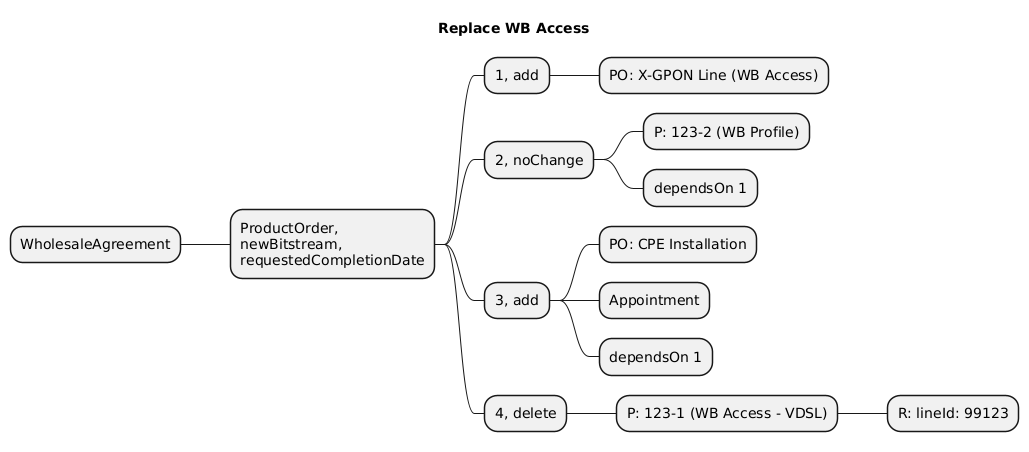 Replace WB Access
WholesaleAgreement
ProductOrder,
newBitstream,
requestedCompletionDate
1, add
PO: X-GPON Line (WB Access)
2, noChange
P: 123-2 (WB Profile)
dependsOn 1
3, add
PO: CPE Installation
Appointment
dependsOn 1
4, delete
P: 123-1 (WB Access - VDSL)
R: lineId: 99123